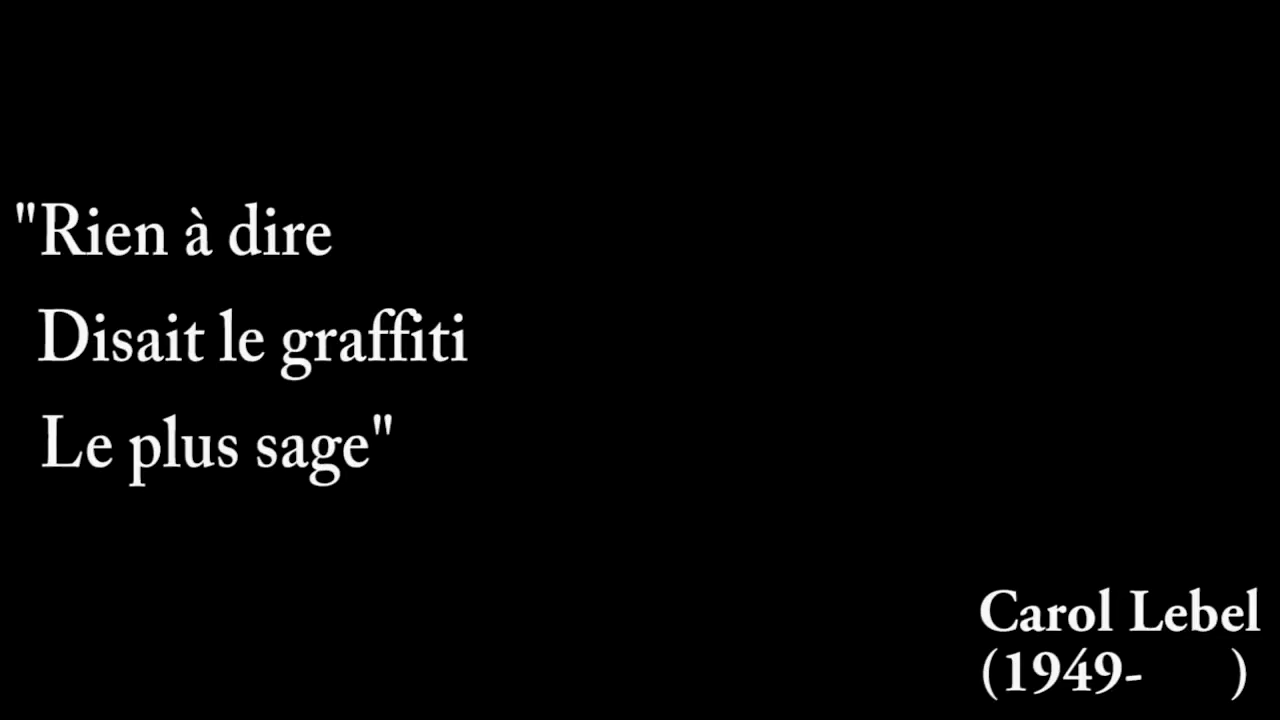 "Rien à dire
Disait le graffiti
Le plus sage"
Carol Lebel
(1949-      )